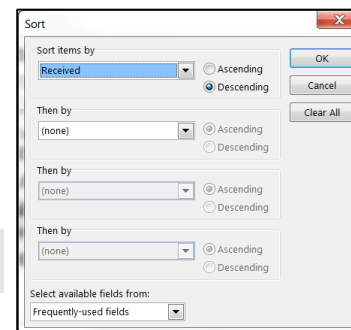 Sort
Sort items by
Received
Ascending
Descending
OK
Cancel
Clear All
Then by
(none)
Ascending
Descending
Then by
(none)
Ascending
Descending
Then by
(none)
Ascending
Descending
Select available fields from:
Frequently-used fields